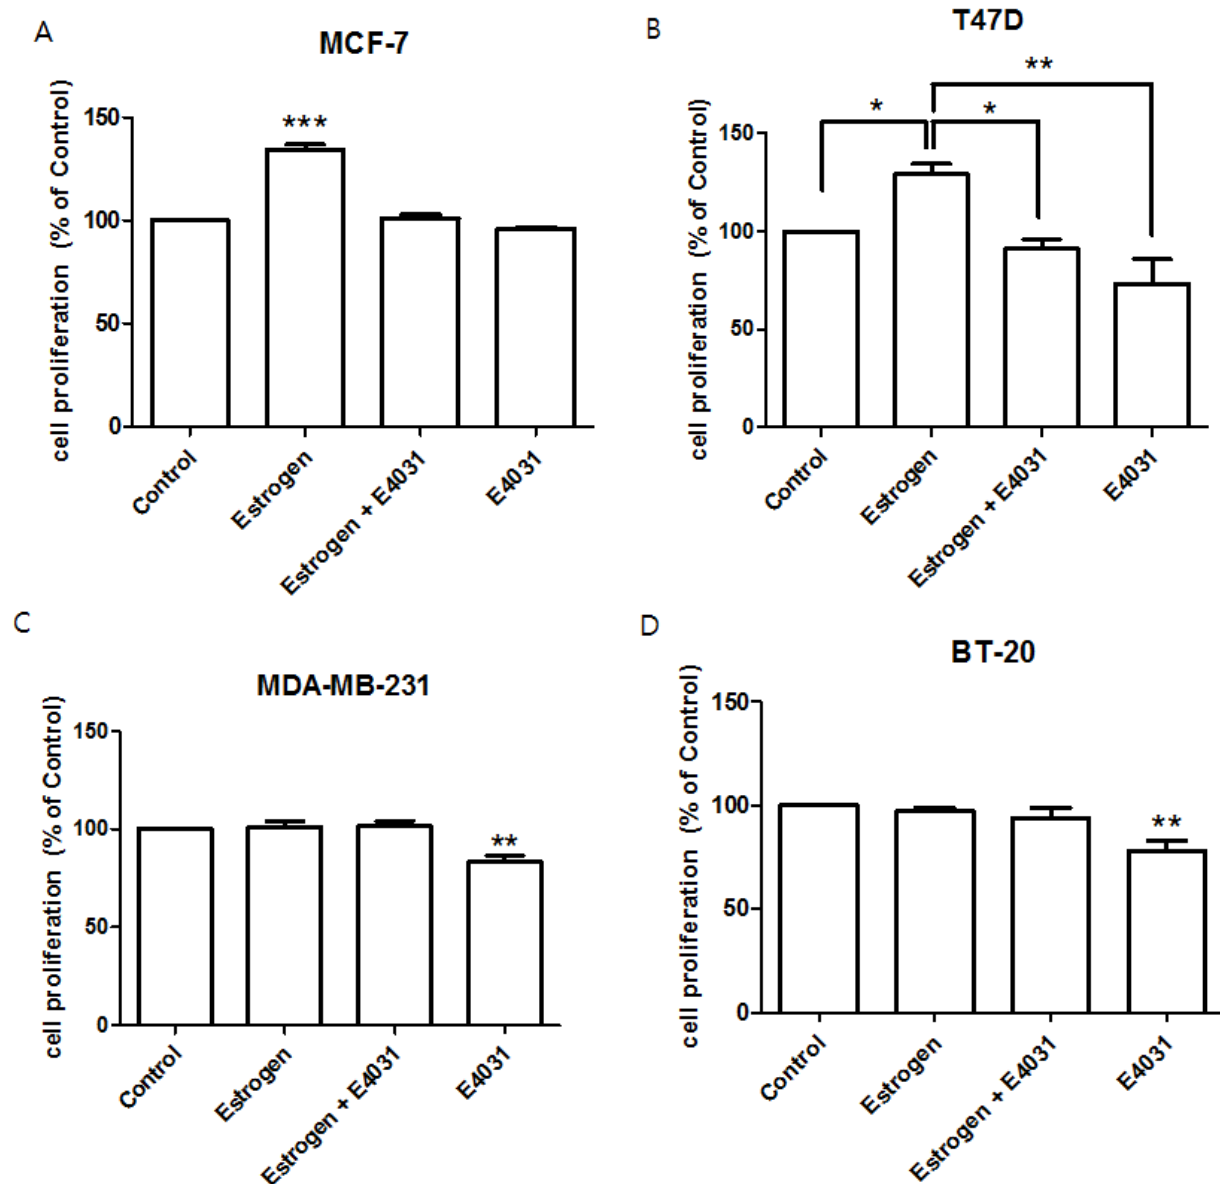 A
MCF-7
cell proliferation (% of Control)
150
100
50
0
***
Control
Estrogen
Estrogen + E4031
E4031
B
T47D
cell proliferation (% of Control)
150
100
50
0
*
*
**
Control
Estrogen
Estrogen + E4031
E4031
C
MDA-MB-231
cell proliferation (% of Control)
150
100
50
0
**
Control
Estrogen
Estrogen + E4031
E4031
D
BT-20
cell proliferation (% of Control)
150
100
50
0
**
Control
Estrogen
Estrogen + E4031
E4031